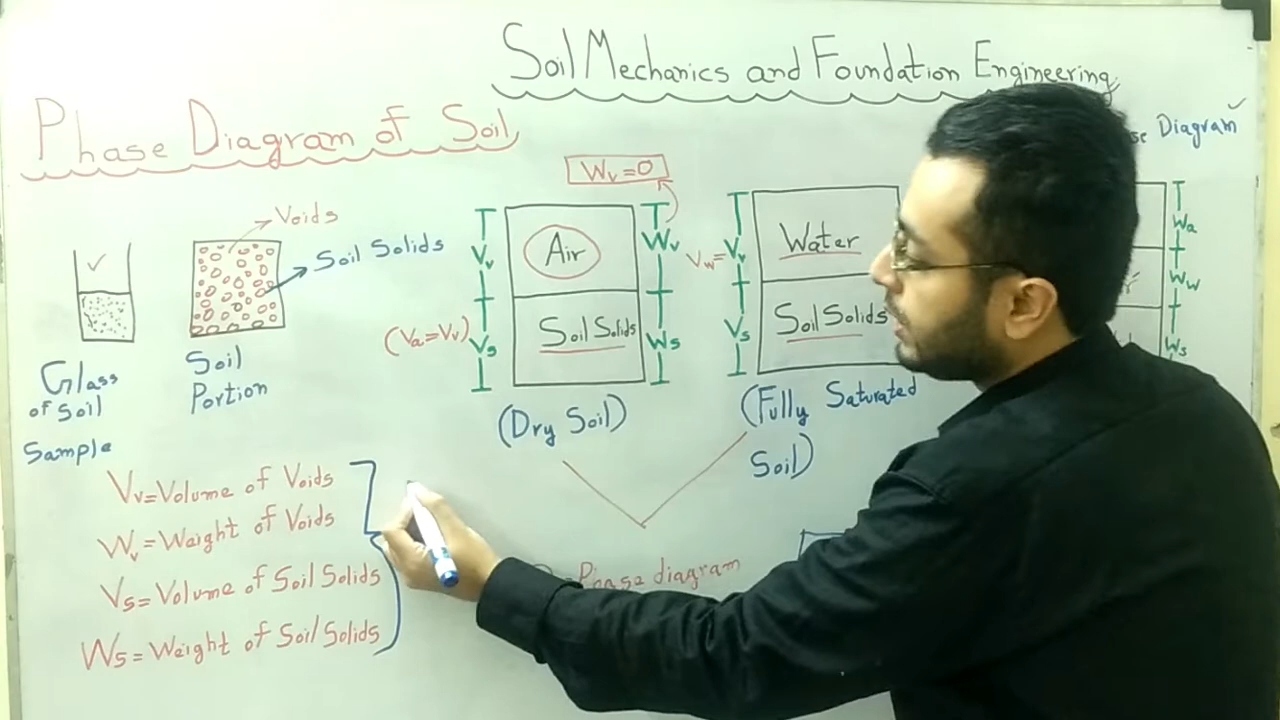 Soil Mechanics and Foundation Engineering
Phase Diagram of Soil
Diagram
Wv=0
Voids
Soil Solids
Glass
of Soil
Sample
Soil
Portion
Vv
Air
Wv
(Va=Vv)
Vs
Soil Solids
Ws
(Dry Soil)
Vw=Vv
Water
Vs
Soil Solids
(Fully Saturated
Soil)
Wa
Ww
Ws
Vv=Volume of Voids
Wv=Weight of Voids
Vs=Volume of Soil Solids
Ws=Weight of Soil Solids
Phase diagram